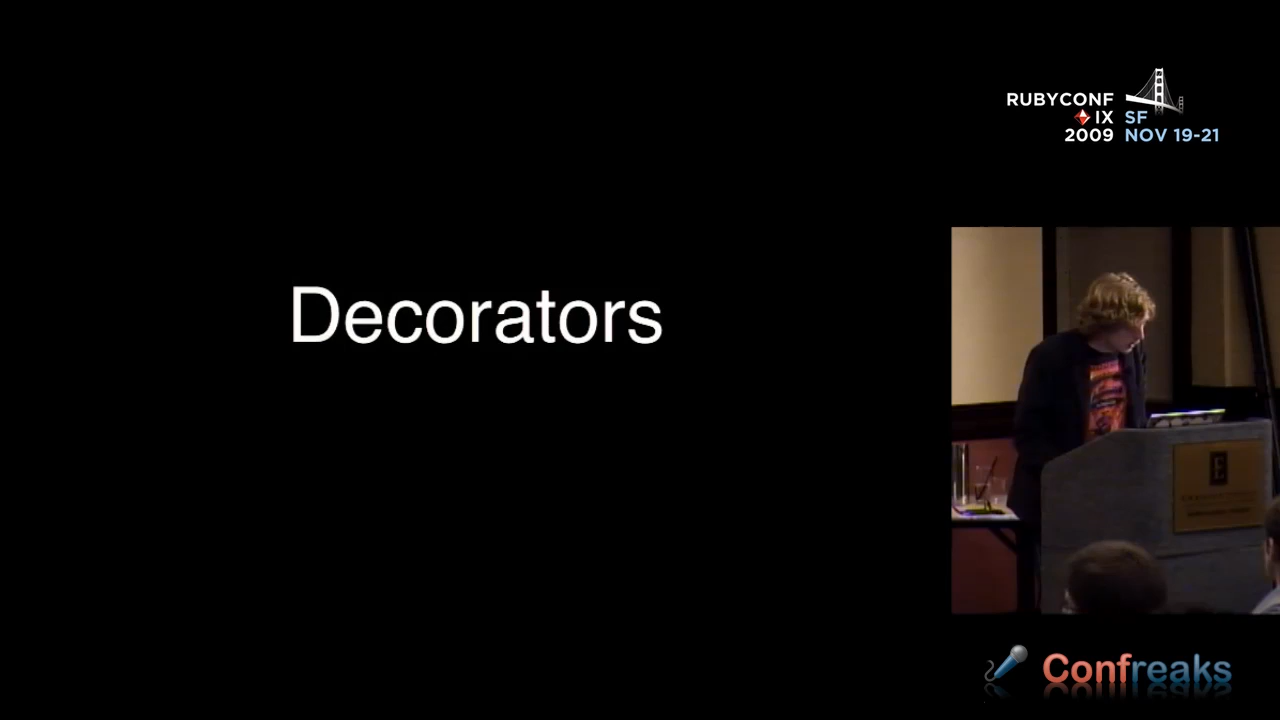 RUBYCONF
IX SF
2009 NOV 19-21
Decorators
E
Confreaks